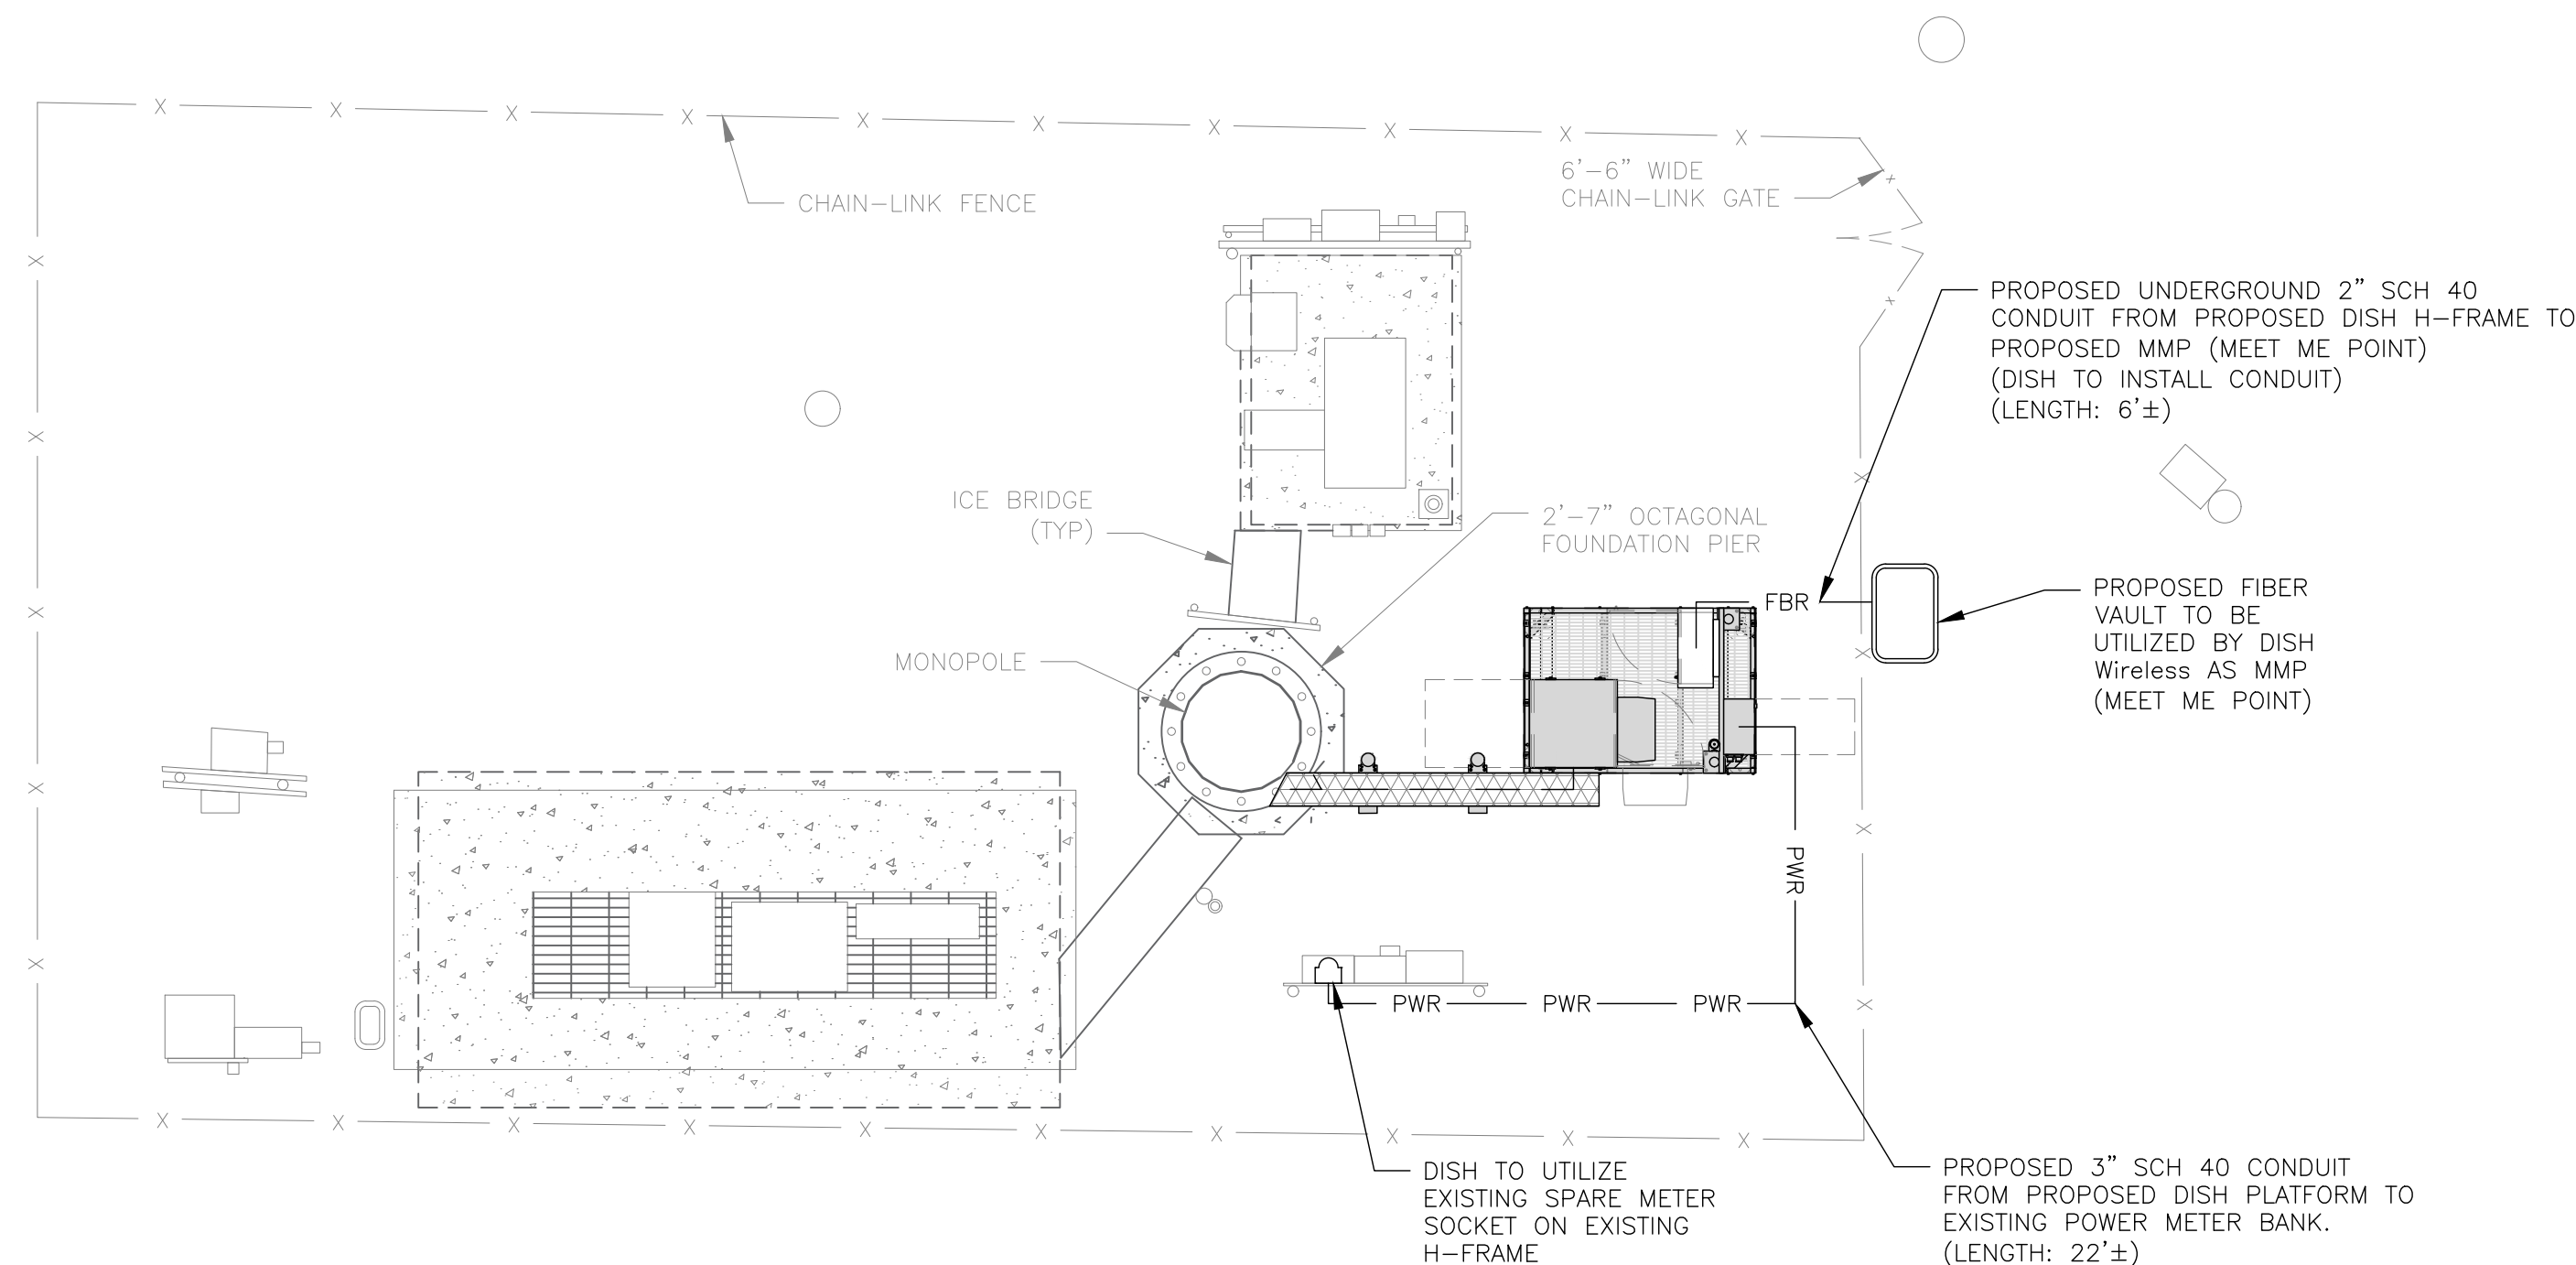 CHAIN-LINK FENCE
6'-6" WIDE
CHAIN-LINK GATE
PROPOSED UNDERGROUND 2" SCH 40
CONDUIT FROM PROPOSED DISH H-FRAME TO
PROPOSED MMP (MEET ME POINT)
(DISH TO INSTALL CONDUIT)
(LENGTH: 6'±)
ICE BRIDGE
(TYP)
2'-7" OCTAGONAL
FOUNDATION PIER
MONOPOLE
FBR
PROPOSED FIBER
VAULT TO BE
UTILIZED BY DISH
Wireless AS MMP
(MEET ME POINT)
PWR
PWR
PWR
PWR
DISH TO UTILIZE
EXISTING SPARE METER
SOCKET ON EXISTING
H-FRAME
PROPOSED 3" SCH 40 CONDUIT
FROM PROPOSED DISH PLATFORM TO
EXISTING POWER METER BANK.
(LENGTH: 22'±)